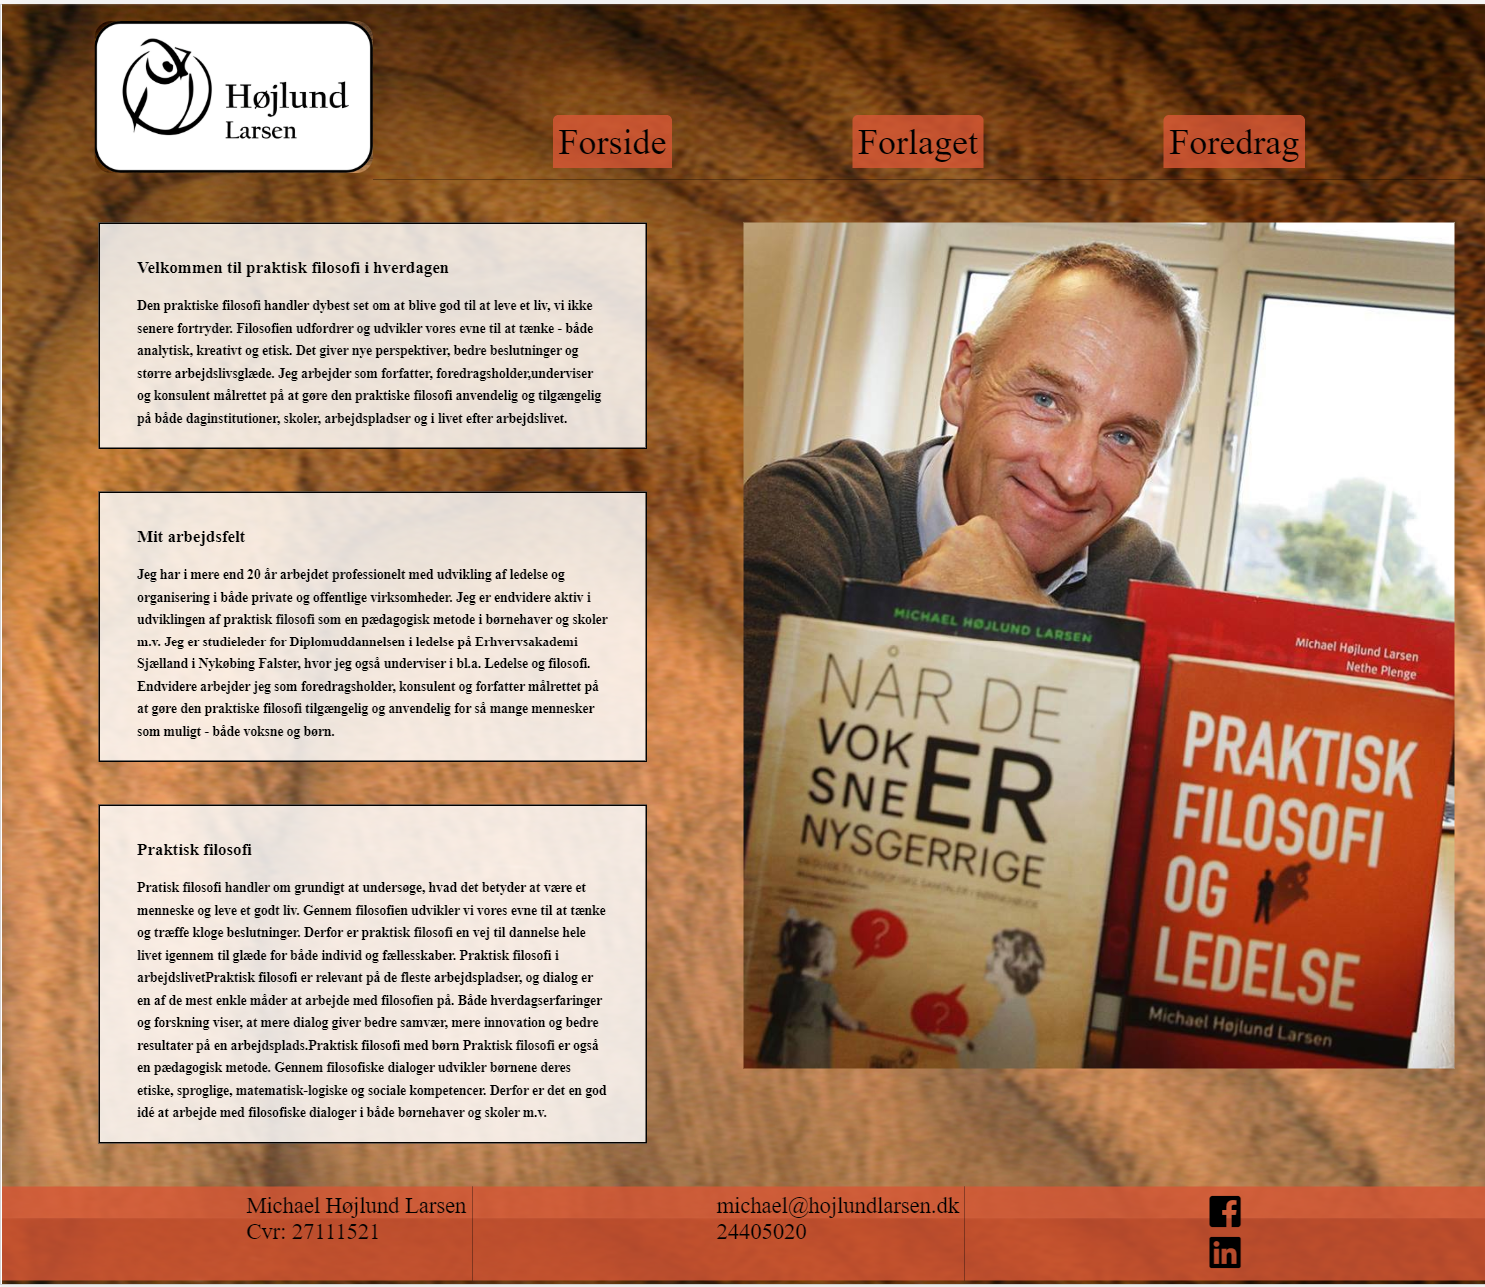 Højlund
Larsen
Forside
Forlaget
Foredrag
Velkommen til praktisk filosofi i hverdagen
Den praktiske filosofi handler dybest set om at blive god til at leve et liv, vi ikke
senere fortryder. Filosofien udfordrer og udvikler vores evne til at tænke - både
analytisk, kreativt og etisk. Det giver nye perspektiver, bedre beslutninger og
større arbejdslivsglæde. Jeg arbejder som forfatter, foredragsholder,underviser
og konsulent målrettet på at gøre den praktiske filosofi anvendelig og tilgængelig
på både daginstitutioner, skoler, arbejdspladser og i livet efter arbejdslivet.
Mit arbejdsfelt
Jeg har i mere end 20 år arbejdet professionelt med udvikling af ledelse og
organisering i både private og offentlige virksomheder. Jeg er endvidere aktiv i
udviklingen af praktisk filosofi som en pædagogisk metode i børnehaver og skoler
m.v. Jeg er studieleder for Diplomuddannelsen i ledelse på Erhvervsakademi
Sjælland i Nykøbing Falster, hvor jeg også underviser i bl.a. Ledelse og filosofi.
Endvidere arbejder jeg som foredragsholder, konsulent og forfatter målrettet på
at gøre den praktiske filosofi tilgængelig og anvendelig for så mange mennesker
som muligt - både voksne og børn.
Praktisk filosofi
Pratisk filosofi handler om grundigt at undersøge, hvad det betyder at være et
menneske og leve et godt liv. Gennem filosofien udvikler vi vores evne til at tænke
og træffe kloge beslutninger. Derfor er praktisk filosofi en vej til dannelse hele
livet igennem til glæde for både individ og fællesskaber. Praktisk filosofi i
arbejdslivetPraktisk filosofi er relevant på de fleste arbejdspladser, og dialog er
en af de mest enkle måder at arbejde med filosofien på. Både hverdagserfaringer
og forskning viser, at mere dialog giver bedre samvær, mere innovation og bedre
resultater på en arbejdsplads.Praktisk filosofi med børn Praktisk filosofi er også
en pædagogisk metode. Gennem filosofiske dialoger udvikler børnene deres
etiske, sproglige, matematisk-logiske og sociale kompetencer. Derfor er det en god
idé at arbejde med filosofiske dialoger i både børnehaver og skoler m.v.
MICHAEL HØJLUND LARSEN
NÅR DE
VOK ER
SNE
NYSGERRIGE
EN GUIDE TIL FILOSOFISKE SAMTALER I BØRNEHØJDE
?
?
Michael Højlund Larsen
Nethe Plenge
PRAKTISK
FILOSOFI
OG
LEDELSE
Michael Højlund Larsen
Michael Højlund Larsen
Cvr: 27111521
michael@hojlundlarsen.dk
24405020